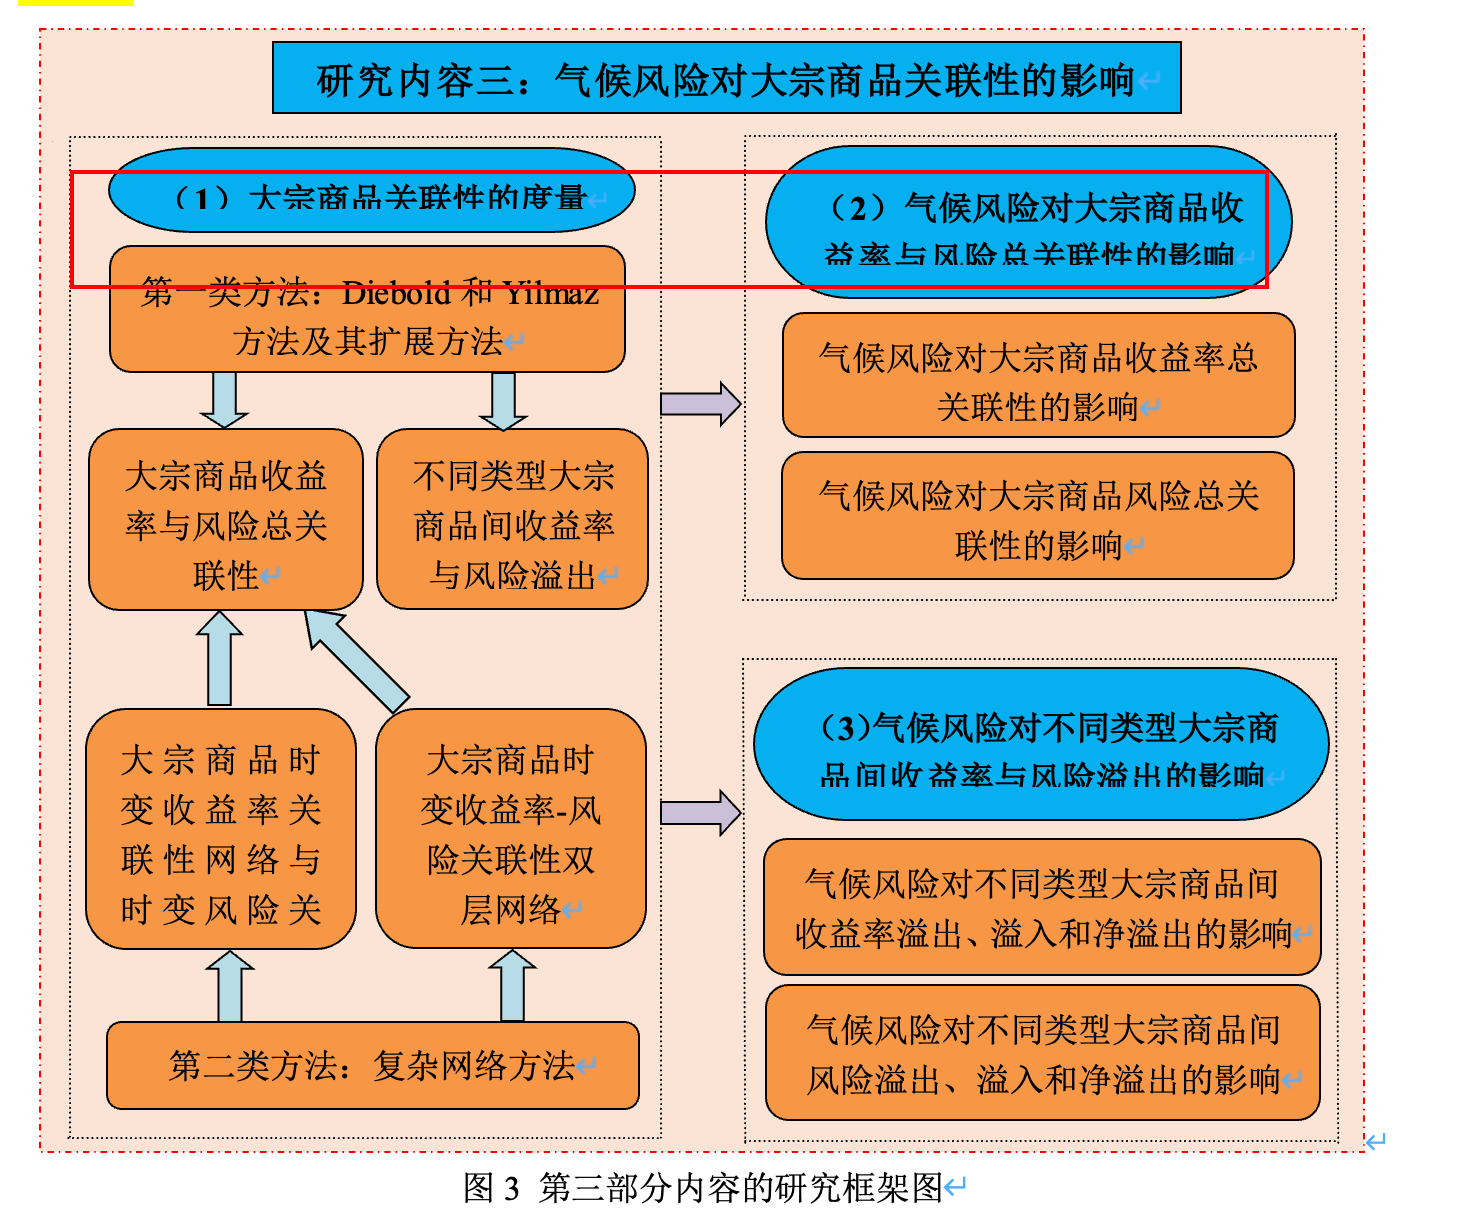 研究内容三：气候风险对大宗商品关联性的影响
（1）大宗商品关联性的度量
第一类方法：Diebold 和 Yilmaz
方法及其扩展方法
大宗商品收益
率与风险总关
联性
不同类型大宗
商品间收益率
与风险溢出
大宗商品时
变收益率关
联性网络与
时变风险关
大宗商品时
变收益率-风
险关联性双
层网络
第二类方法：复杂网络方法
（2）气候风险对大宗商品收
益率与风险总关联性的影响
气候风险对大宗商品收益率总
关联性的影响
气候风险对大宗商品风险总关
联性的影响
（3）气候风险对不同类型大宗商
品间收益率与风险溢出的影响
气候风险对不同类型大宗商品间
收益率溢出、溢入和净溢出的影响
气候风险对不同类型大宗商品间
风险溢出、溢入和净溢出的影响
图 3 第三部分内容的研究框架图